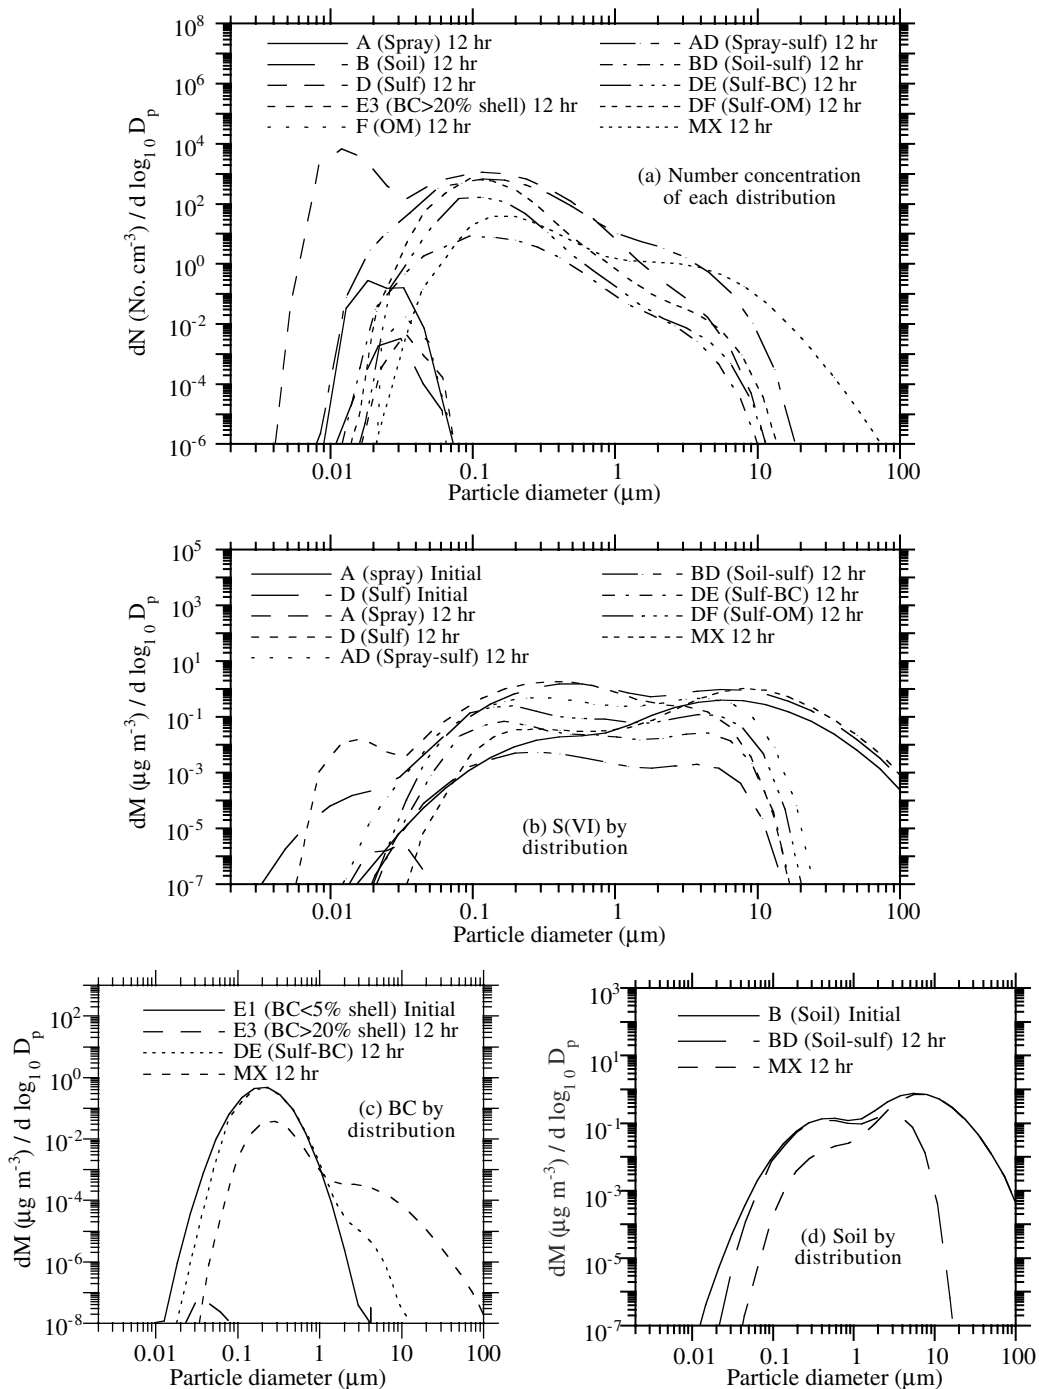 10^8
10^6
10^4
10^2
10^0
10^-2
10^-4
10^-6
dN (No. cm^-3) / d log_10 D_p
A (Spray) 12 hr
B (Soil) 12 hr
D (Sulf) 12 hr
E3 (BC>20% shell) 12 hr
F (OM) 12 hr
AD (Spray-sulf) 12 hr
BD (Soil-sulf) 12 hr
DE (Sulf-BC) 12 hr
DF (Sulf-OM) 12 hr
MX 12 hr
(a) Number concentration
of each distribution
0.01 0.1 1 10 100
Particle diameter (μm)
10^5
10^3
10^1
10^-1
10^-3
10^-5
10^-7
dM (μg m^-3) / d log_10 D_p
A (spray) Initial
D (Sulf) Initial
A (Spray) 12 hr
D (Sulf) 12 hr
AD (Spray-sulf) 12 hr
BD (Soil-sulf) 12 hr
DE (Sulf-BC) 12 hr
DF (Sulf-OM) 12 hr
MX 12 hr
(b) S(VI) by
distribution
0.01 0.1 1 10 100
Particle diameter (μm)
10^2
10^0
10^-2
10^-4
10^-6
10^-8
dM (μg m^-3) / d log_10 D_p
E1 (BC<5% shell) Initial
E3 (BC>20% shell) 12 hr
DE (Sulf-BC) 12 hr
MX 12 hr
(c) BC by
distribution
0.01 0.1 1 10 100
Particle diameter (μm)
10^3
10^1
10^-1
10^-3
10^-5
10^-7
dM (μg m^-3) / d log_10 D_p
B (Soil) Initial
BD (Soil-sulf) 12 hr
MX 12 hr
(d) Soil by
distribution
0.01 0.1 1 10 100
Particle diameter (μm)